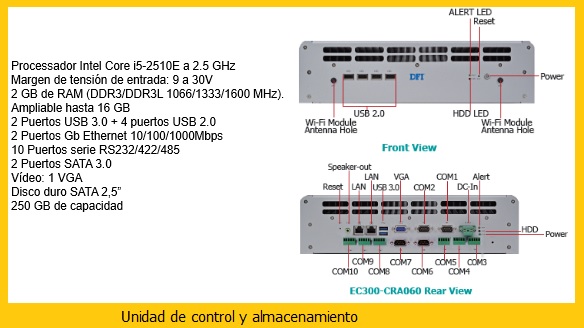 Procesador Intel Core i5-2510E a 2.5 GHz
Margen de tensión de entrada: 9 a 30V
2 GB de RAM (DDR3/DDR3L 1066/1333/1600 MHz).
Ampliable hasta 16 GB
2 Puertos USB 3.0 + 4 puertos USB 2.0
2 Puertos Gb Ethernet 10/100/1000Mbps
10 Puertos serie RS232/422/485
2 Puertos SATA 3.0
Vídeo: 1 VGA
Disco duro SATA 2,5”
250 GB de capacidad
ALERT LED
Reset
DFI
Power
USB 2.0
HDD LED
Wi-Fi Module
Antenna Hole
Wi-Fi Module
Antenna Hole
Front View
Speaker-out
Reset
LAN
LAN
USB 3.0
VGA
COM2
COM1
DC-In
Alert
HDD
Power
COM10
COM9
COM8
COM7
COM6
COM5
COM4
COM3
EC300-CRA060 Rear View
Unidad de control y almacenamiento